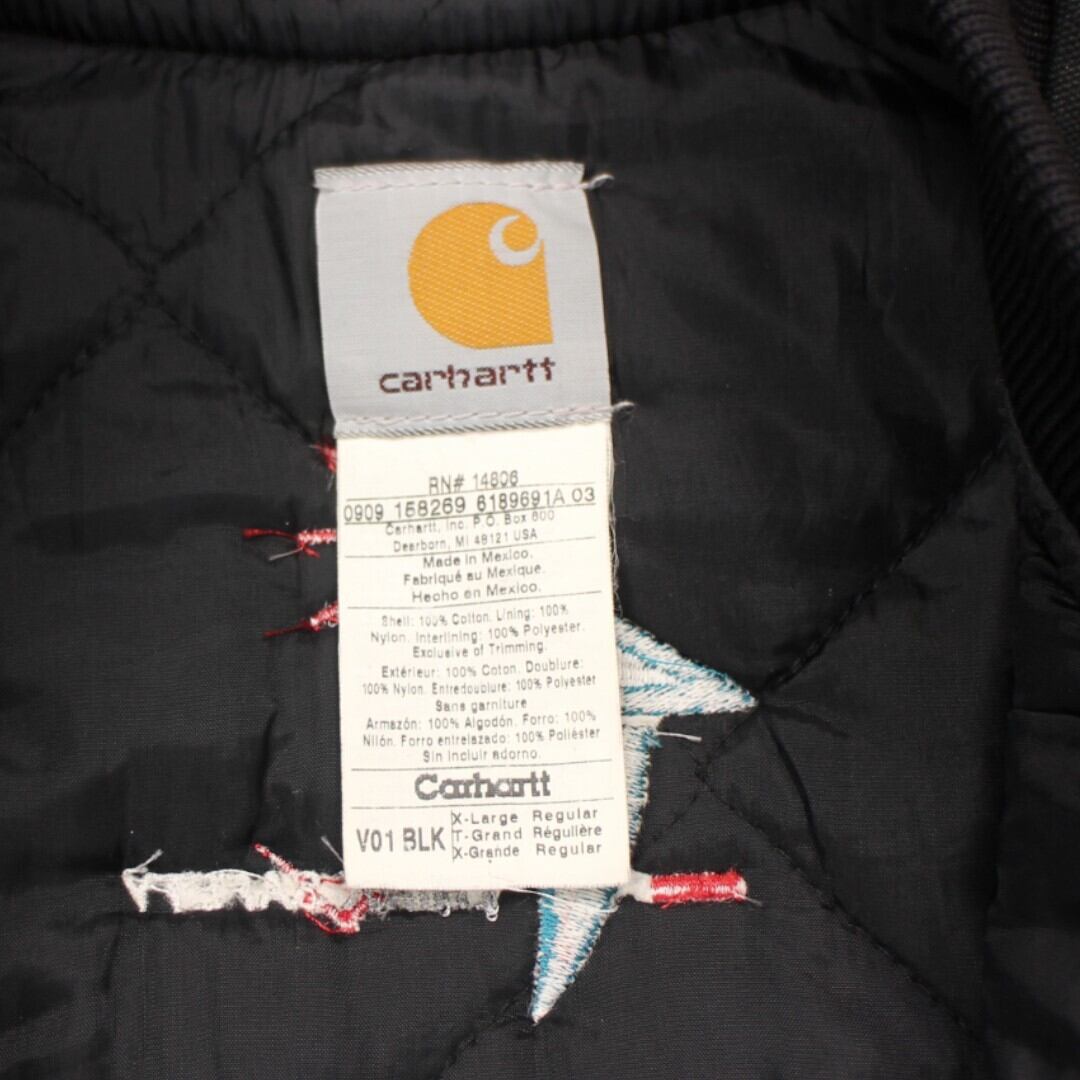 carhartt
RN# 14806
0909 158269 6189691A 03
Carhartt, Inc. P.O. Box 600
Dearborn, MI 48121 USA
Made in Mexico.
Fabriqué au Mexique.
Hecho en Mexico.
Shell: 100% Cotton. Lining: 100%
Nylon. Interlining: 100% Polyester.
Exclusive of Trimming.
Extérieur: 100% Coton. Doublure:
100% Nylon. Entredoublure: 100% Polyester
Sans garniture
Armazón: 100% Algodón. Forro: 100%
Nilón. Forro entrelazado: 100% Poliéster
Sin incluir adorno.
Carhartt
V01 BLK
X-Large Regular
T-Grand Régulière
X-Grande Regular